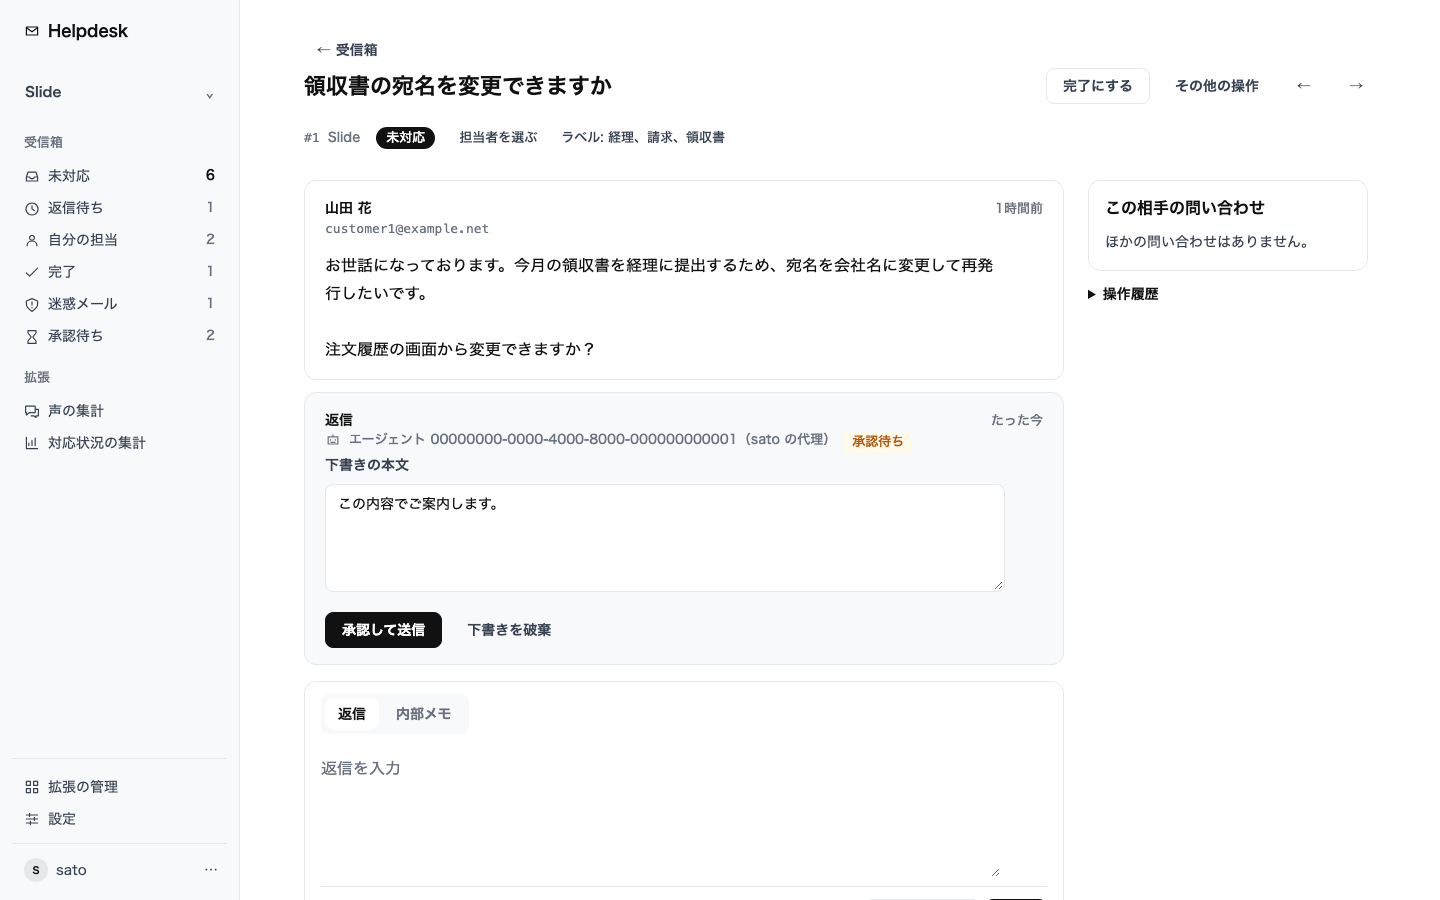 Helpdesk
Slide
受信箱
未対応 6
返信待ち 1
自分の担当 2
完了 1
迷惑メール 1
承認待ち 2
拡張
声の集計
対応状況の集計
拡張の管理
設定
S sato ...
← 受信箱
領収書の宛名を変更できますか
完了にする その他の操作 ← →
#1 Slide 未対応 担当者を選ぶ ラベル: 経理、請求、領収書
山田 花 1時間前
customer1@example.net
お世話になっております。今月の領収書を経理に提出するため、宛名を会社名に変更して再発
行したいです。
注文履歴の画面から変更できますか？
返信 たった今
エージェント 00000000-0000-4000-8000-000000000001（sato の代理） 承認待ち
下書きの本文
この内容でご案内します。
承認して送信 下書きを破棄
返信 内部メモ
返信を入力
この相手の問い合わせ
ほかの問い合わせはありません。
▶ 操作履歴